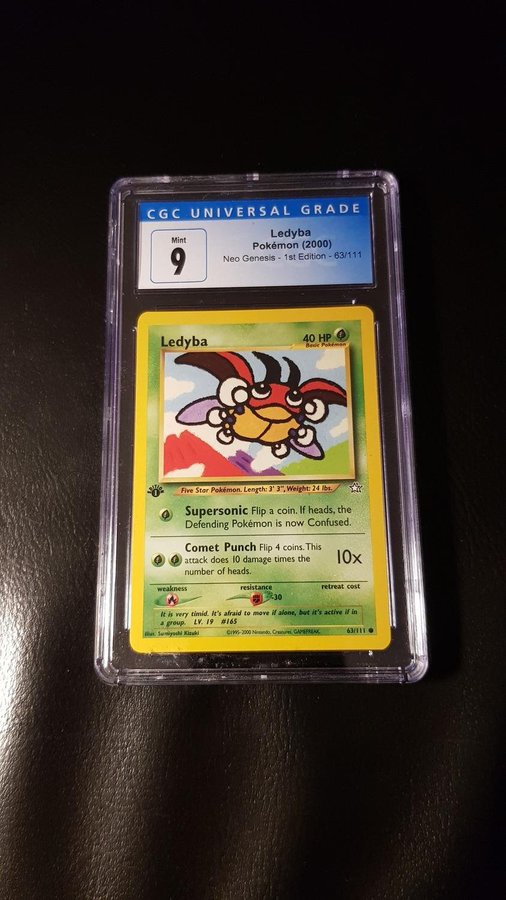 CGC UNIVERSAL GRADE
Mint
9
Ledyba
Pokémon (2000)
Neo Genesis - 1st Edition - 63/111
Ledyba
40 HP
Basic Pokémon
Five Star Pokémon. Length: 3' 3", Weight: 24 lbs.
Supersonic Flip a coin. If heads, the
Defending Pokémon is now Confused.
Comet Punch Flip 4 coins. This
attack does 10 damage times the
number of heads.
10x
weakness
resistance
retreat cost
-30
It is very timid. It's afraid to move if alone, but it's active if in
a group. LV. 19 #165
Illus. Sumiyoshi Kizuki
©1995-2000 Nintendo, Creatures, GAMEFREAK.
63/111